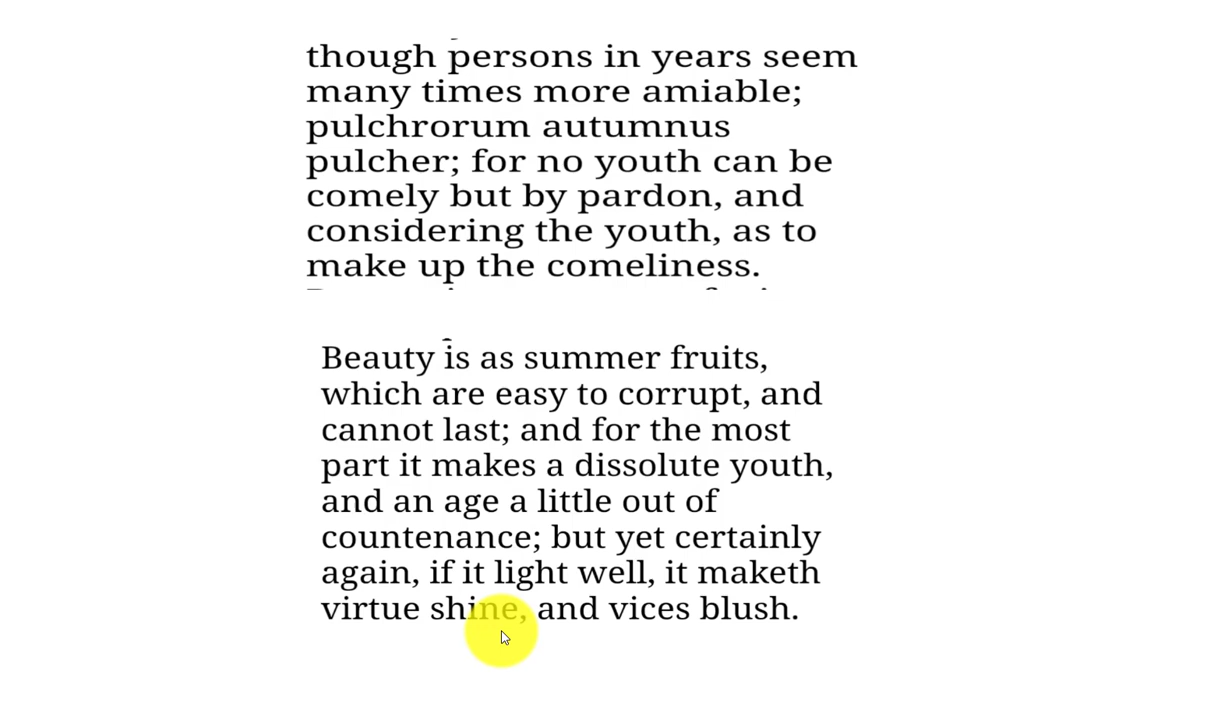 though persons in years seem
many times more amiable;
pulchrorum autumnus
pulcher; for no youth can be
comely but by pardon, and
considering the youth, as to
make up the comeliness.
Beauty is as summer fruits,
which are easy to corrupt, and
cannot last; and for the most
part it makes a dissolute youth,
and an age a little out of
countenance; but yet certainly
again, if it light well, it maketh
virtue shine, and vices blush.